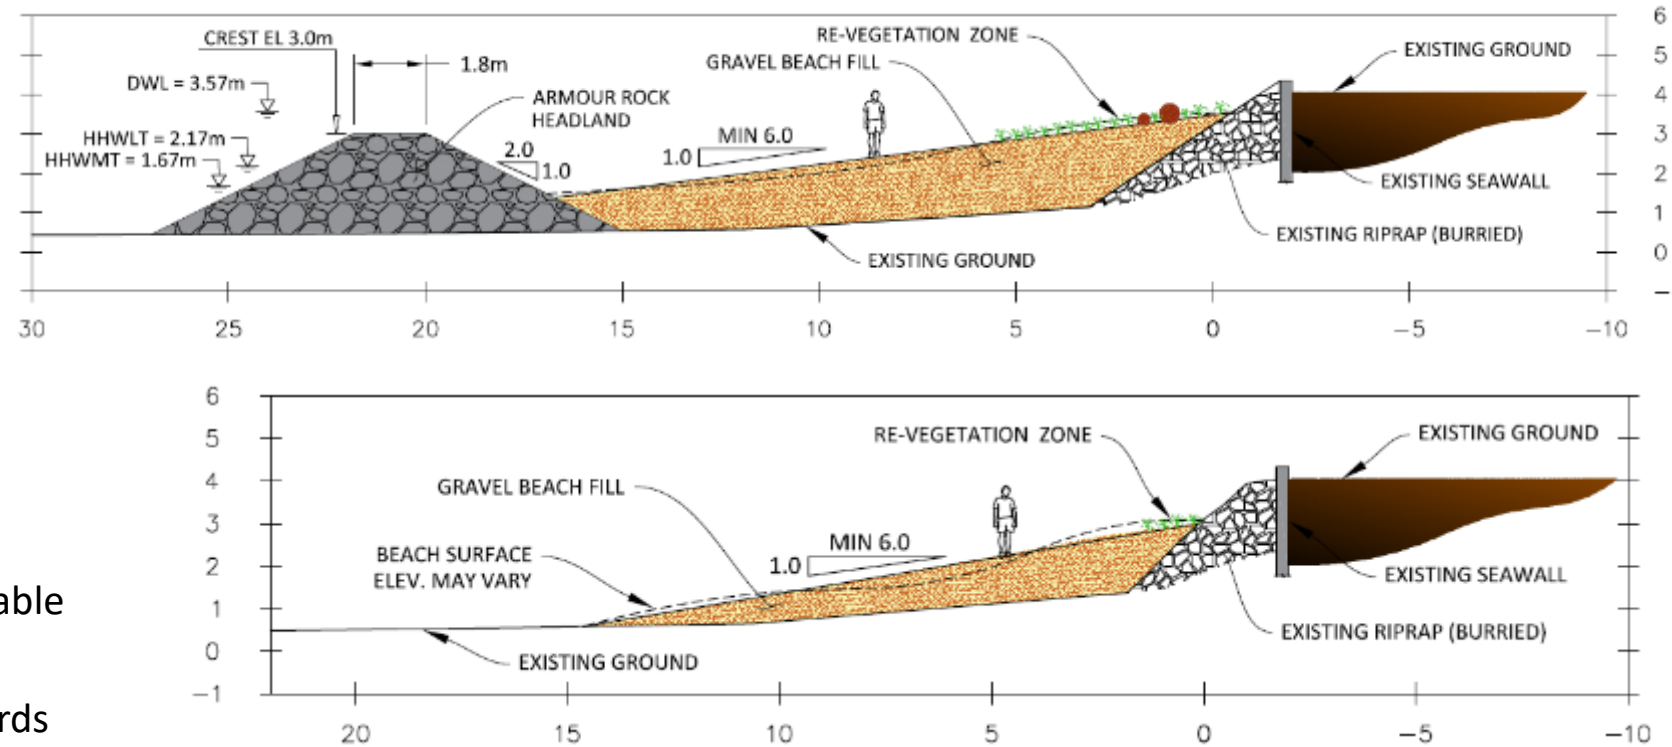 CREST EL 3.0m
1.8m
DWL = 3.57m
HHWLT = 2.17m
HHWMT = 1.67m
ARMOUR ROCK
HEADLAND
2.0
1.0
RE-VEGETATION ZONE
GRAVEL BEACH FILL
MIN 6.0
1.0
EXISTING GROUND
EXISTING SEAWALL
EXISTING RIPRAP (BURRIED)
EXISTING GROUND
6
5
4
3
2
1
0
–
30 25 20 15 10 5 0 −5 −10
6
5
4
3
2
1
0
−1
RE-VEGETATION ZONE
EXISTING GROUND
GRAVEL BEACH FILL
MIN 6.0
1.0
BEACH SURFACE
ELEV. MAY VARY
EXISTING SEAWALL
EXISTING RIPRAP (BURRIED)
EXISTING GROUND
20 15 10 5 0 −5 −10
able
rds